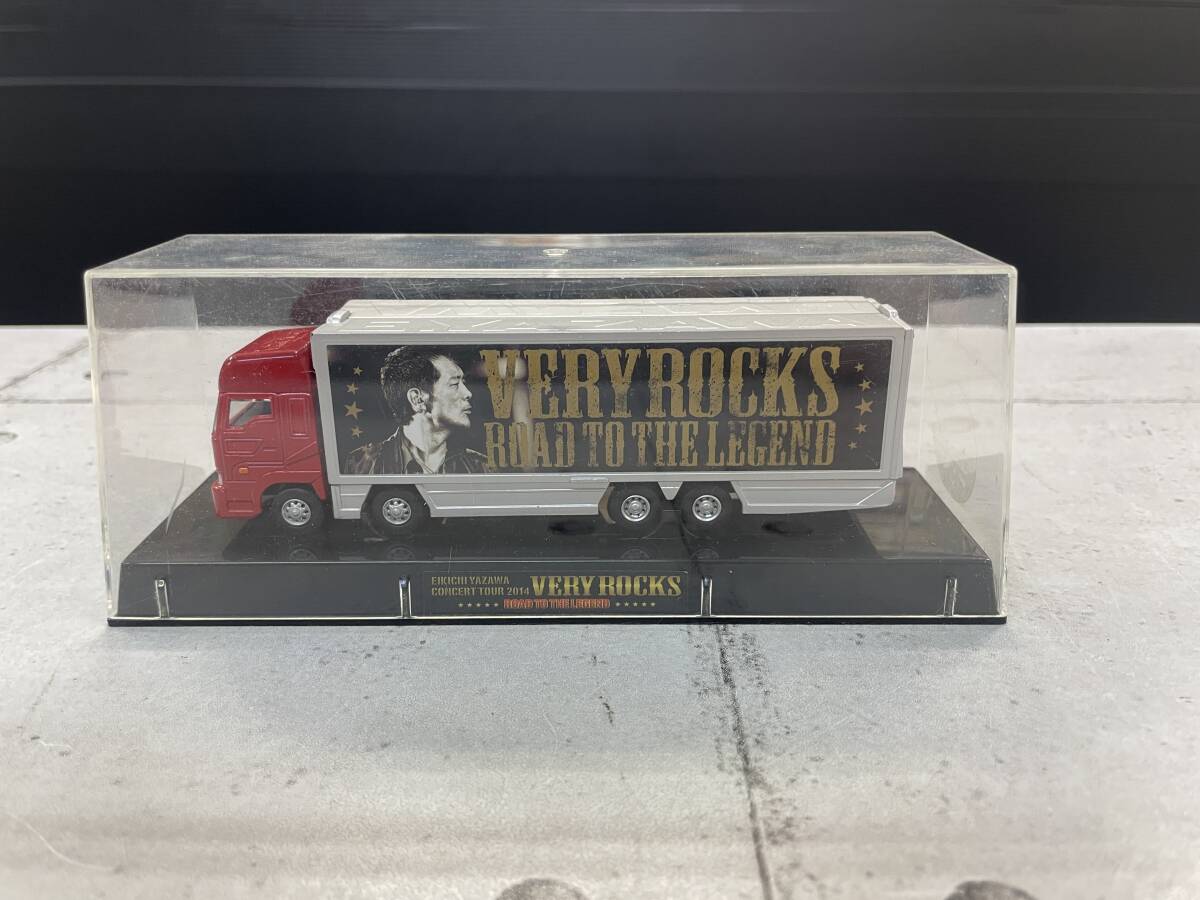 VERY ROCKS
ROAD TO THE LEGEND
EIKICHI YAZAWA
CONCERT TOUR 2014 VERY ROCKS
ROAD TO THE LEGEND